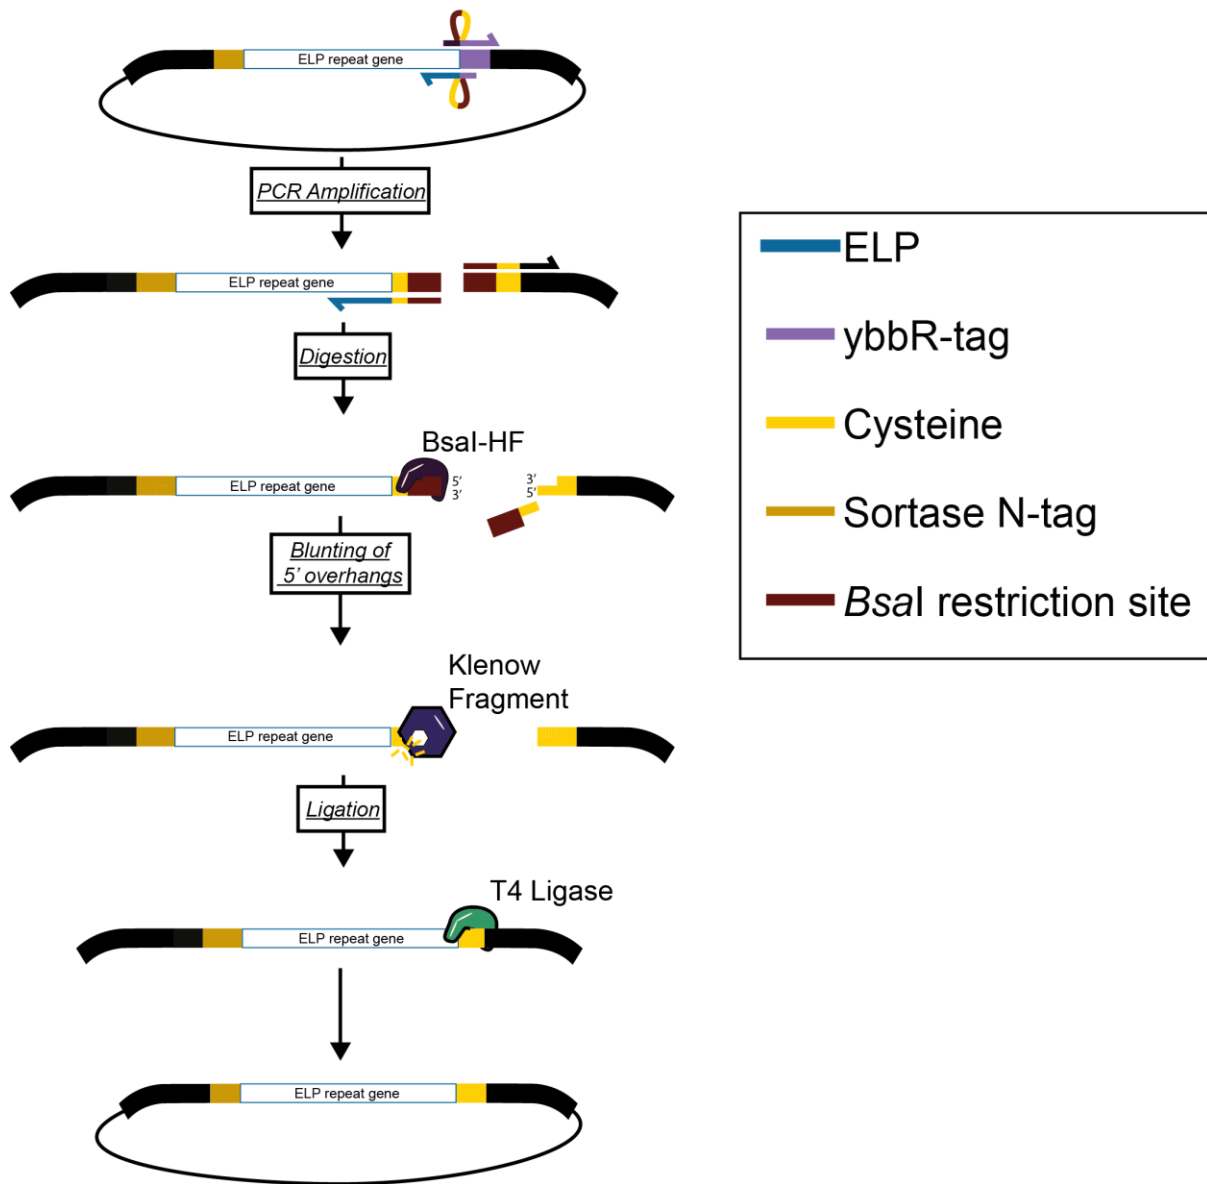 ELP repeat gene
PCR Amplification
ELP repeat gene
Digestion
BsaI-HF
ELP repeat gene
5'
3'
3'
5'
Blunting of
5' overhangs
Klenow
Fragment
ELP repeat gene
Ligation
T4 Ligase
ELP repeat gene
ELP repeat gene
ELP
ybbR-tag
Cysteine
Sortase N-tag
BsaI restriction site